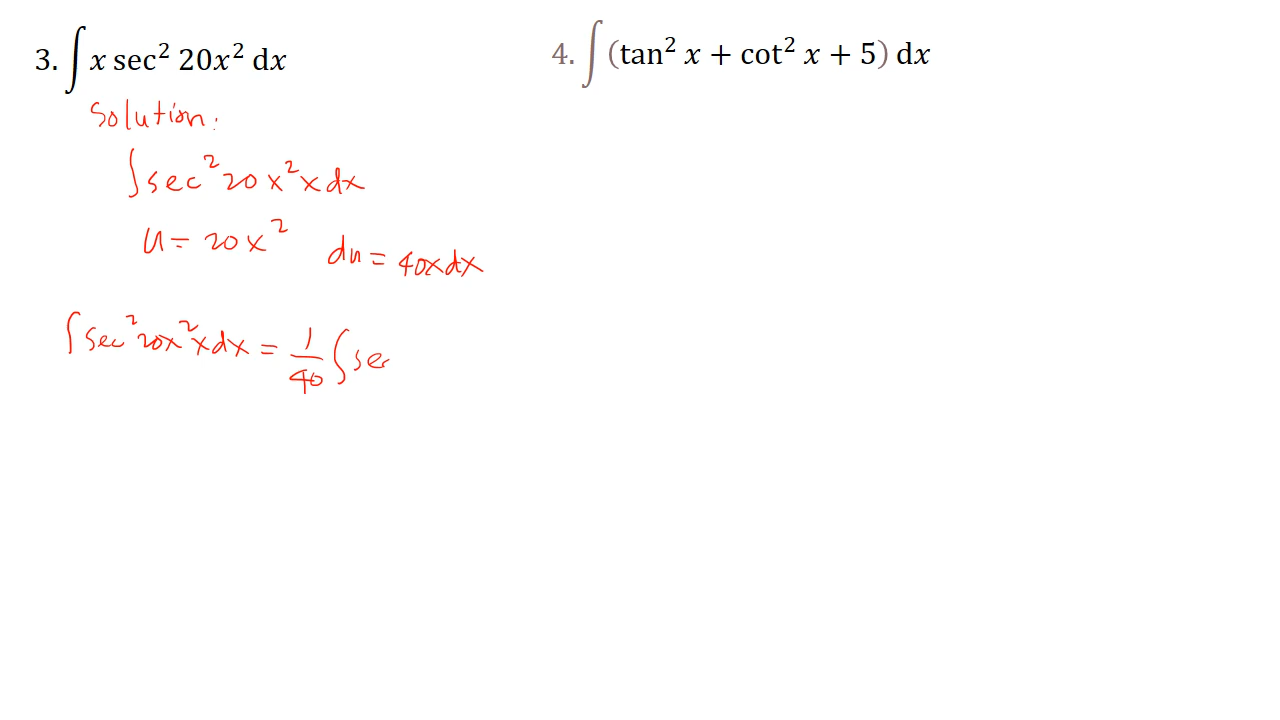 3. ∫ x sec² 20x² dx
Solution:
∫ sec² 20x² x dx
u = 20x² du = 40x dx
∫ sec² 20x² x dx = 1/40 ∫ sec
4. ∫ (tan² x + cot² x + 5) dx